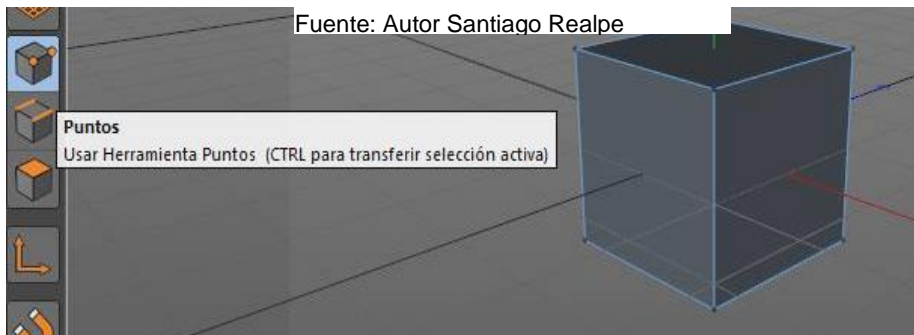 Fuente: Autor Santiago Realpe
Puntos
Usar Herramienta Puntos (CTRL para transferir selección activa)